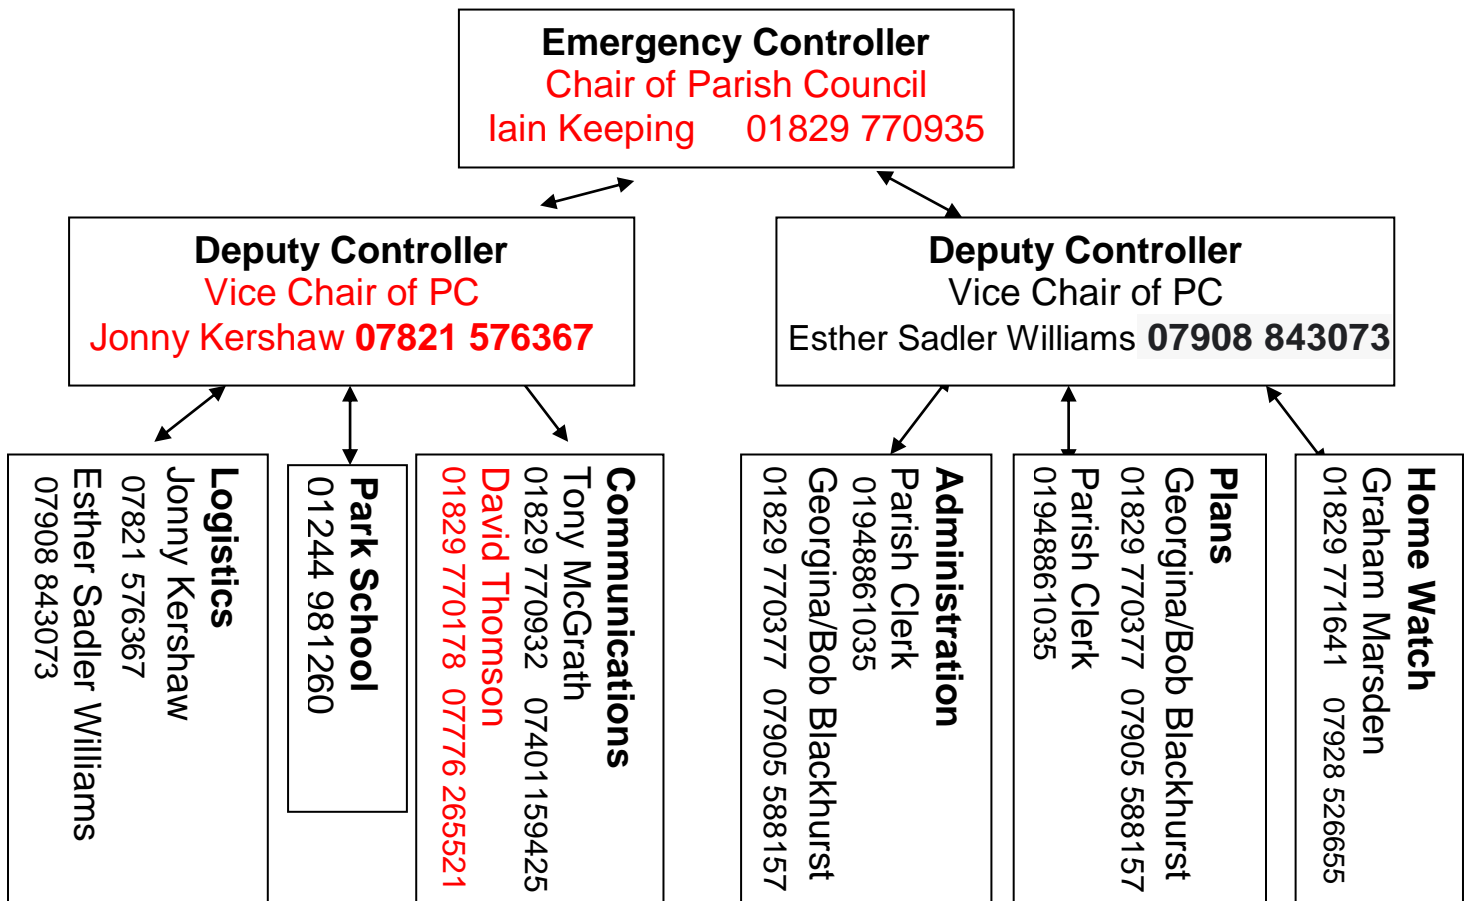 Emergency Controller
Chair of Parish Council
Iain Keeping 01829 770935
Deputy Controller
Vice Chair of PC
Jonny Kershaw 07821 576367
Deputy Controller
Vice Chair of PC
Esther Sadler Williams 07908 843073
Logistics
Jonny Kershaw
07821 576367
Esther Sadler Williams
07908 843073
Park School
01244 981260
Communications
Tony McGrath
01829 770932 07401159425
David Thomson
01829 770178 07776 265521
Administration
Parish Clerk
01948861035
Georgina/Bob Blackhurst
01829 770377 07905 588157
Plans
Georgina/Bob Blackhurst
01829 770377 07905 588157
Parish Clerk
01948861035
Home Watch
Graham Marsden
01829 771641 07928 526655